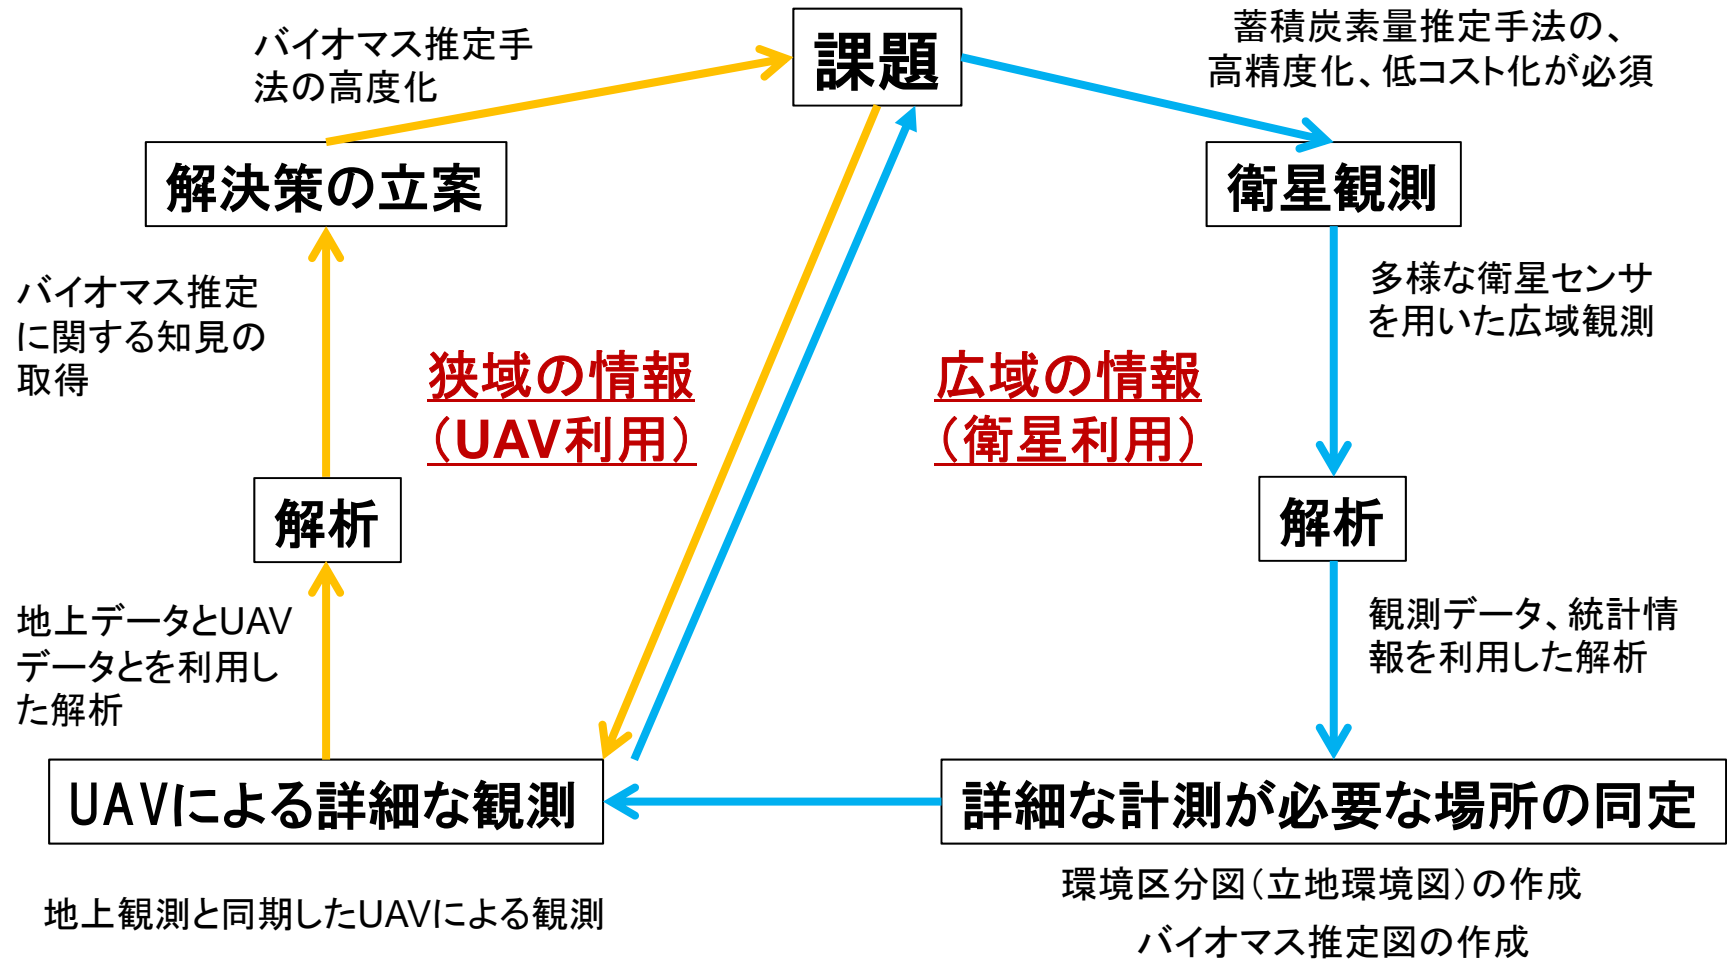 課題
バイオマス推定手
法の高度化
蓄積炭素量推定手法の、
高精度化、低コスト化が必須
解決策の立案
衛星観測
バイオマス推定
に関する知見の
取得
多様な衛星センサ
を用いた広域観測
狭域の情報
（UAV利用）
広域の情報
（衛星利用）
解析
解析
地上データとUAV
データとを利用し
た解析
観測データ、統計情
報を利用した解析
UAVによる詳細な観測
詳細な計測が必要な場所の同定
地上観測と同期したUAVによる観測
環境区分図（立地環境図）の作成
バイオマス推定図の作成